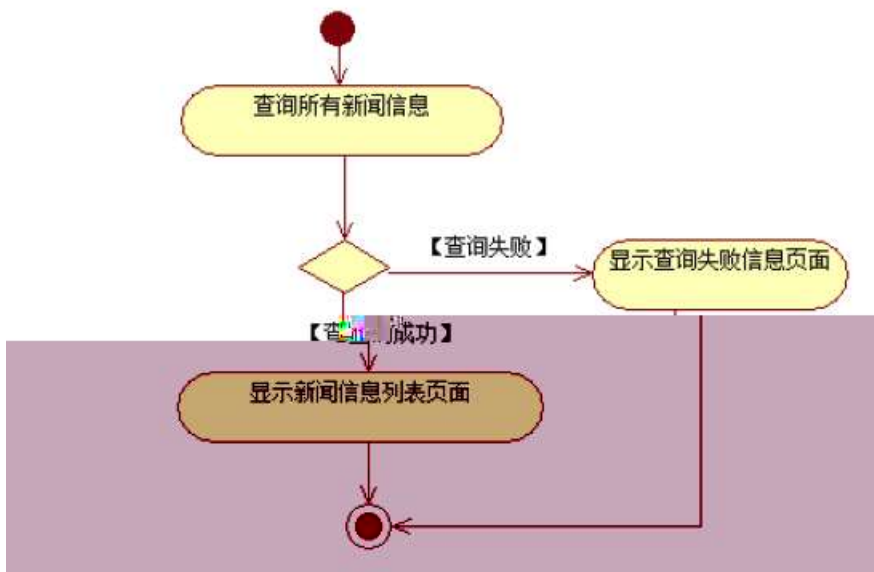 查询所有新闻信息
【查询失败】
显示查询失败信息页面
【查 成功】
显示新闻信息列表页面